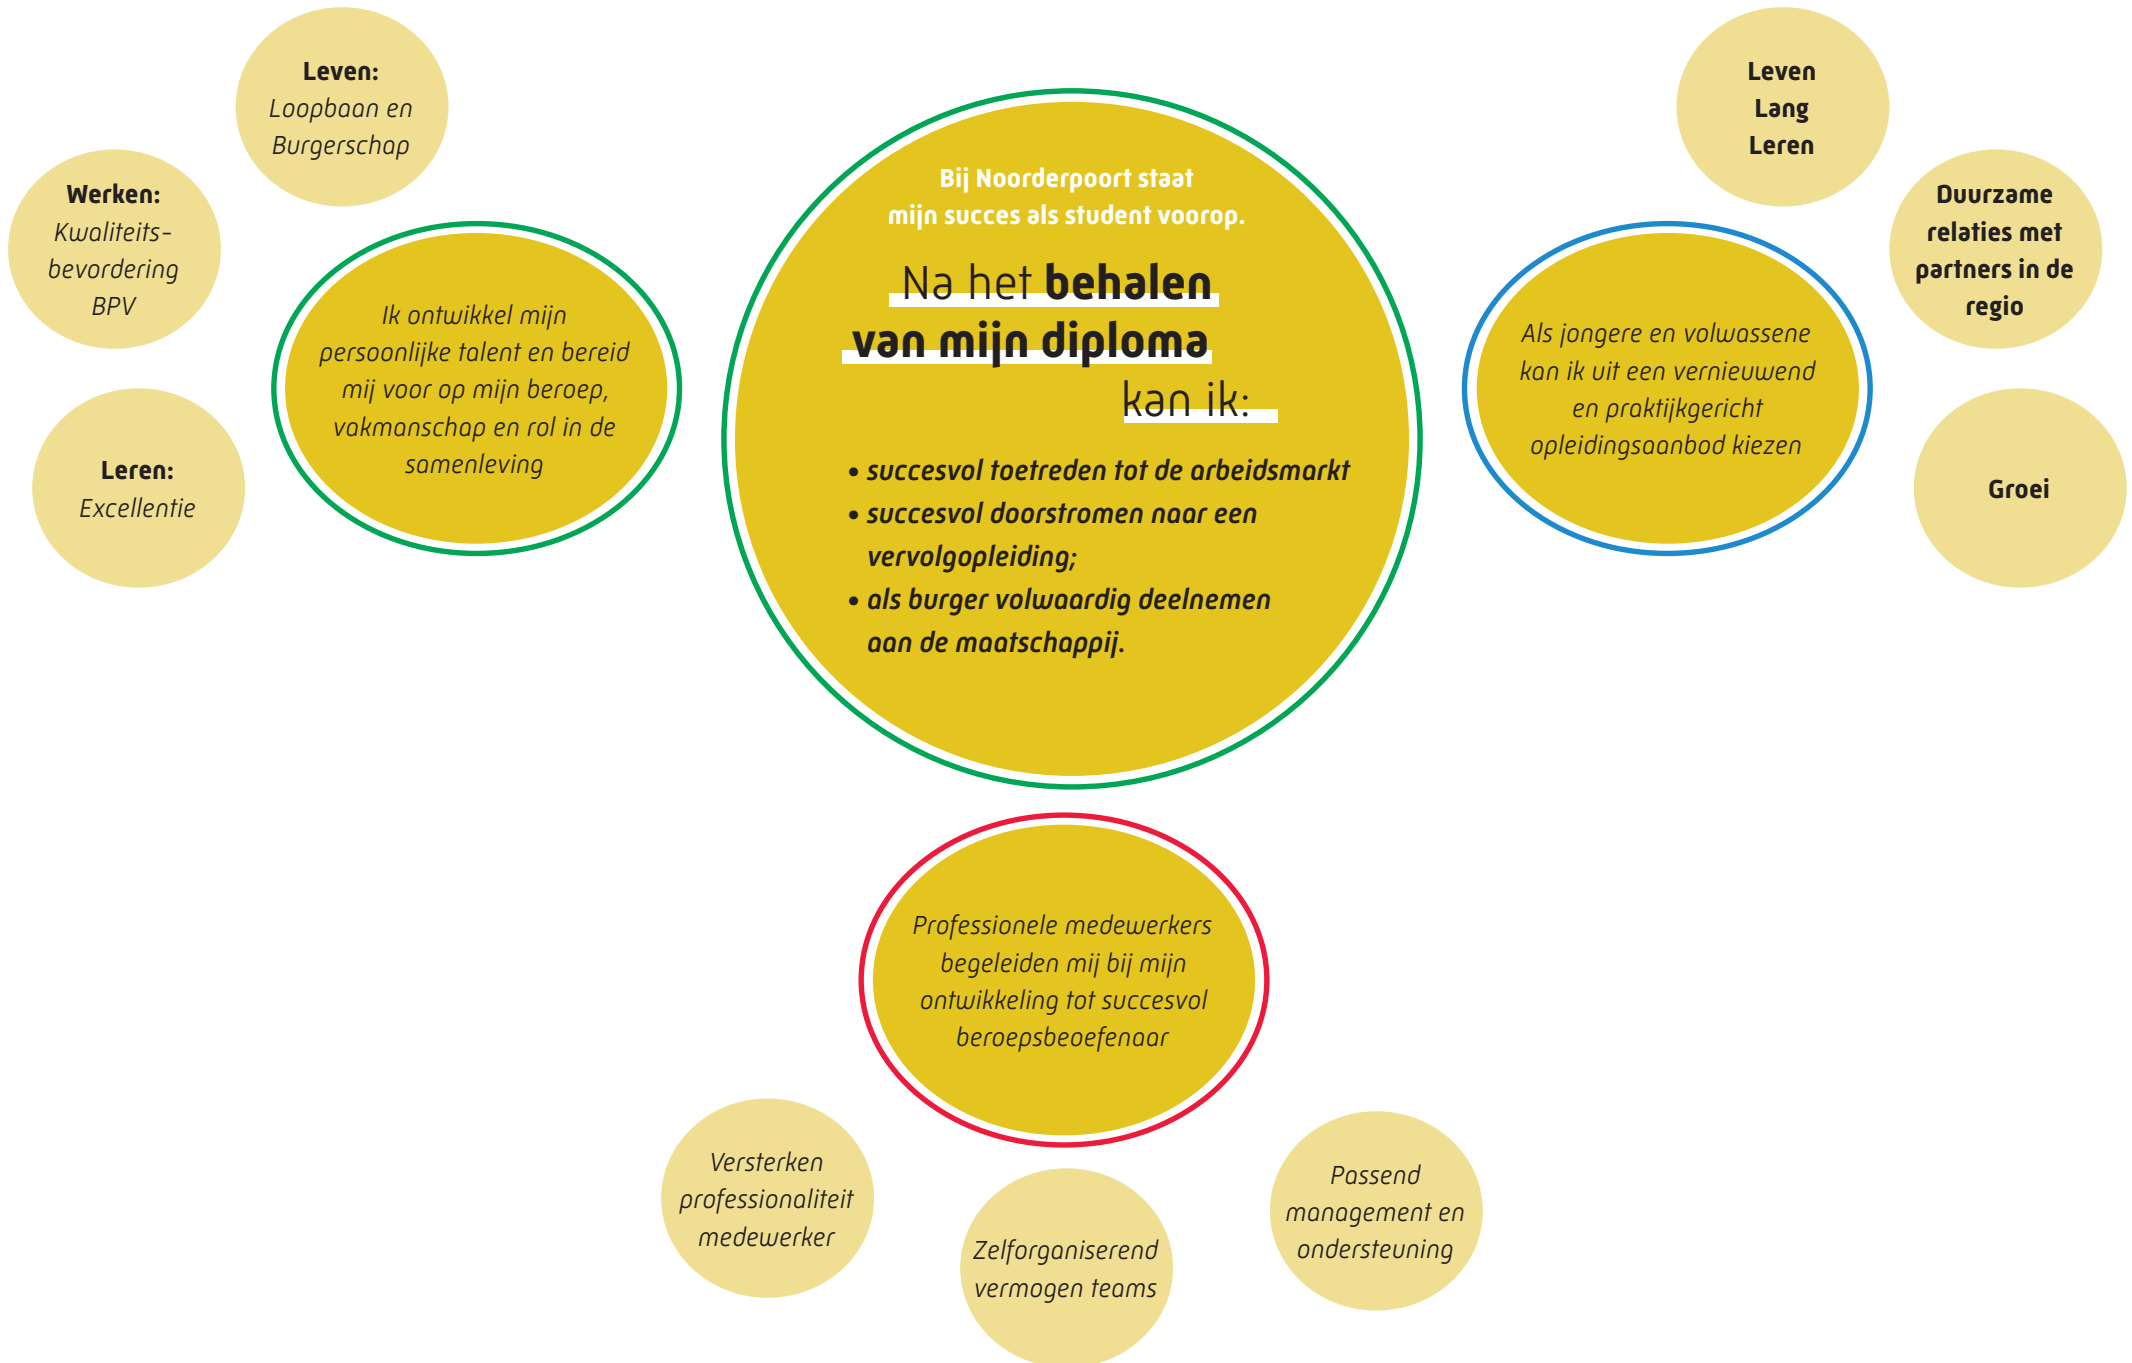 Leven:
Loopbaan en
Burgerschap
Werken:
Kwaliteits-
bevordering
BPV
Leren:
Excellentie
Ik ontwikkel mijn
persoonlijke talent en bereid
mij voor op mijn beroep,
vakmanschap en rol in de
samenleving
Bij Noorderpoort staat
mijn succes als student voorop.
Na het behalen
van mijn diploma
kan ik:
• succesvol toetreden tot de arbeidsmarkt
• succesvol doorstromen naar een
vervolgopleiding;
• als burger volwaardig deelnemen
aan de maatschappij.
Leven
Lang
Leren
Duurzame
relaties met
partners in de
regio
Groei
Als jongere en volwassene
kan ik uit een vernieuwend
en praktijkgericht
opleidingsaanbod kiezen
Professionele medewerkers
begeleiden mij bij mijn
ontwikkeling tot succesvol
beroepsbeoefenaar
Versterken
professionaliteit
medewerker
Zelforganiserend
vermogen teams
Passend
management en
ondersteuning